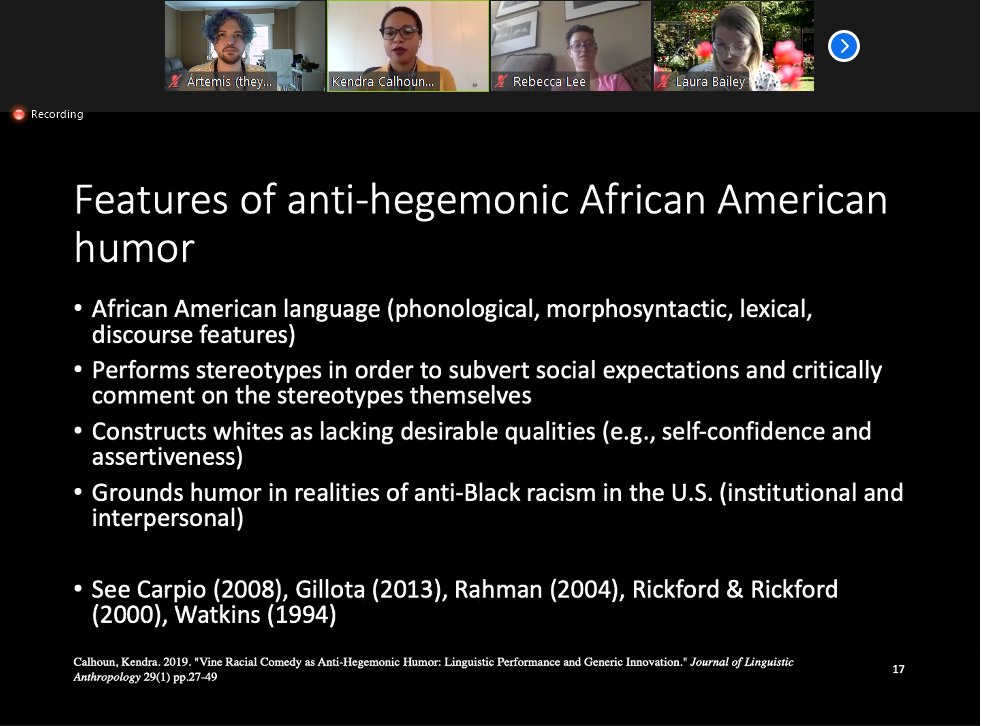 Ártemis (they...
Kendra Calhoun...
Rebecca Lee
Laura Bailey
Recording
Features of anti-hegemonic African American
humor
• African American language (phonological, morphosyntactic, lexical,
discourse features)
• Performs stereotypes in order to subvert social expectations and critically
comment on the stereotypes themselves
• Constructs whites as lacking desirable qualities (e.g., self-confidence and
assertiveness)
• Grounds humor in realities of anti-Black racism in the U.S. (institutional and
interpersonal)
• See Carpio (2008), Gillota (2013), Rahman (2004), Rickford & Rickford
(2000), Watkins (1994)
Calhoun, Kendra. 2019. "Vine Racial Comedy as Anti-Hegemonic Humor: Linguistic Performance and Generic Innovation." Journal of Linguistic
Anthropology 29(1) pp.27-49
17